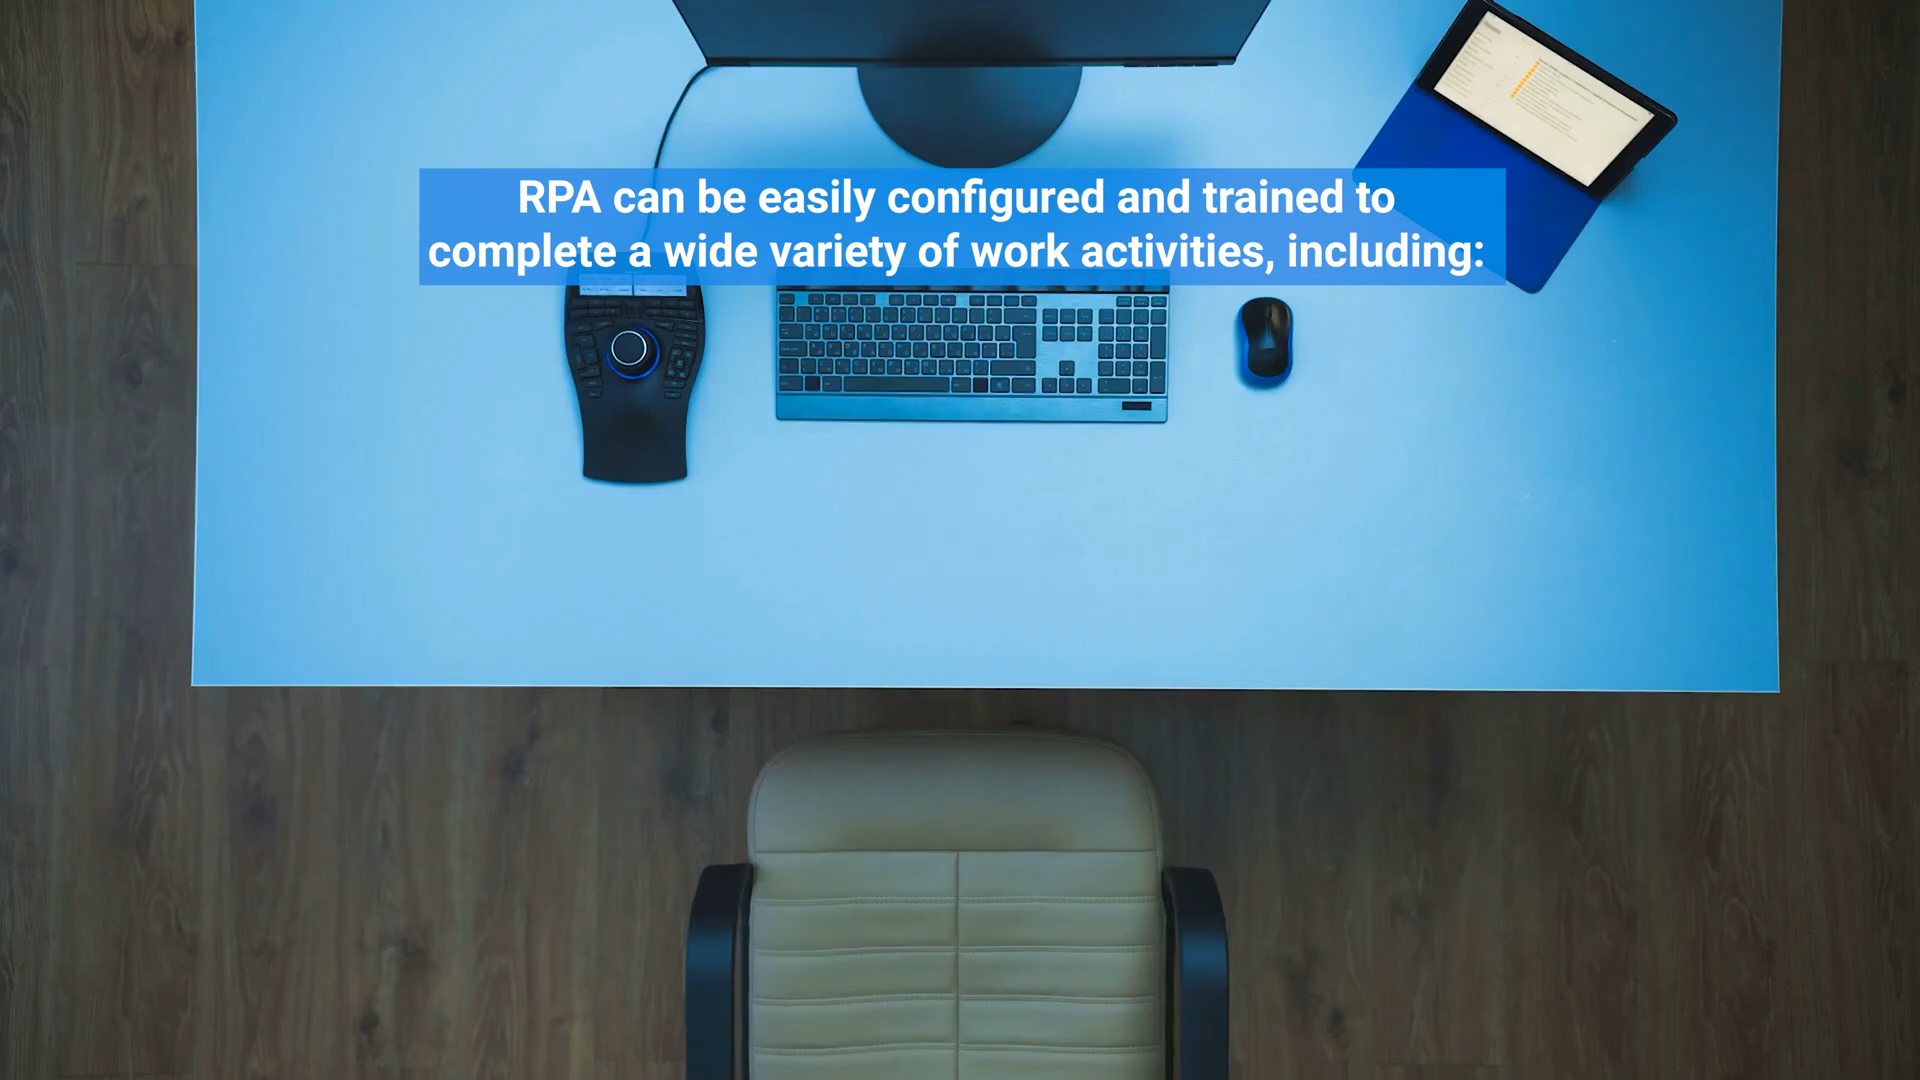 RPA can be easily configured and trained to
complete a wide variety of work activities, including: